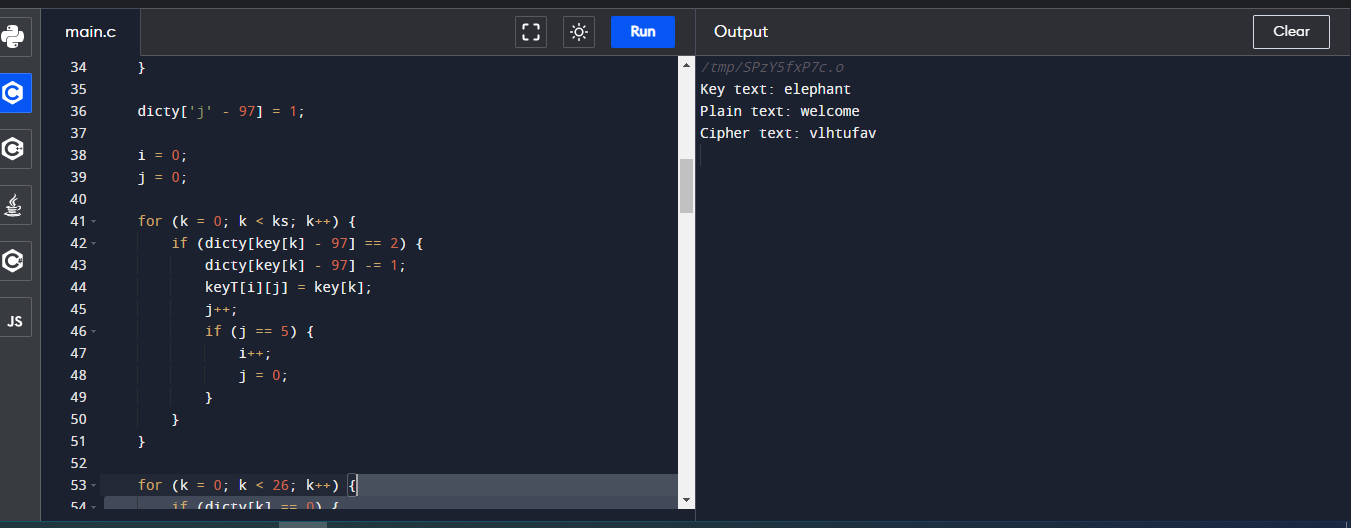 main.c
Run
Output
Clear
34 }
35
36 dicty['j' - 97] = 1;
37
38 i = 0;
39 j = 0;
40
41 for (k = 0; k < ks; k++) {
42 if (dicty[key[k] - 97] == 2) {
43 dicty[key[k] - 97] -= 1;
44 keyT[i][j] = key[k];
45 j++;
46 if (j == 5) {
47 i++;
48 j = 0;
49 }
50 }
51 }
52
53 for (k = 0; k < 26; k++) {
54 if (dicty[k] == 0) {
/tmp/SPzY5fxP7c.o
Key text: elephant
Plain text: welcome
Cipher text: vlhtufav
JS